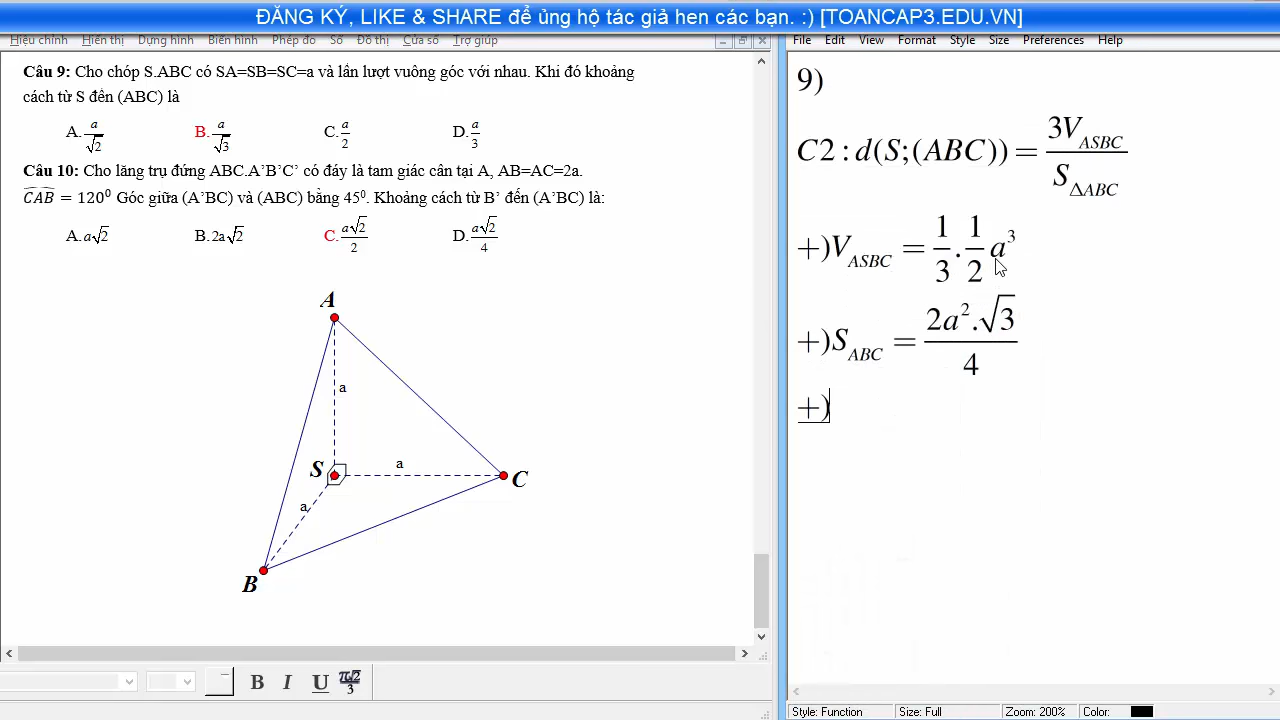 ĐĂNG KÝ, LIKE & SHARE để ủng hộ tác giả hen các bạn. :) [TOANCAP3.EDU.VN]
Hiệu chỉnh Hiển thị Dựng hình Biến hình Phép đo Số Đồ thị Cửa sổ Trợ giúp
Câu 9: Cho chóp S.ABC có SA=SB=SC=a và lần lượt vuông góc với nhau. Khi đó khoảng
cách từ S đến (ABC) là
A. a/√2 B. a/√3 C. a/2 D. a/3
Câu 10: Cho lăng trụ đứng ABC.A’B’C’ có đáy là tam giác cân tại A, AB=AC=2a.
CAB = 120⁰ Góc giữa (A’BC) và (ABC) bằng 45⁰. Khoảng cách từ B’ đến (A’BC) là:
A. a√2 B. 2a√2 C. a√2/2 D. a√2/4
A
a
S
a
C
a
B
B I U π√2/3
File Edit View Format Style Size Preferences Help
9)
C2 : d(S;(ABC)) = 3V_ASBC / S_ΔABC
+)V_ASBC = 1/3 . 1/2 a³
+)S_ABC = 2a².√3 / 4
+)
Style: Function Size: Full Zoom: 200% Color: